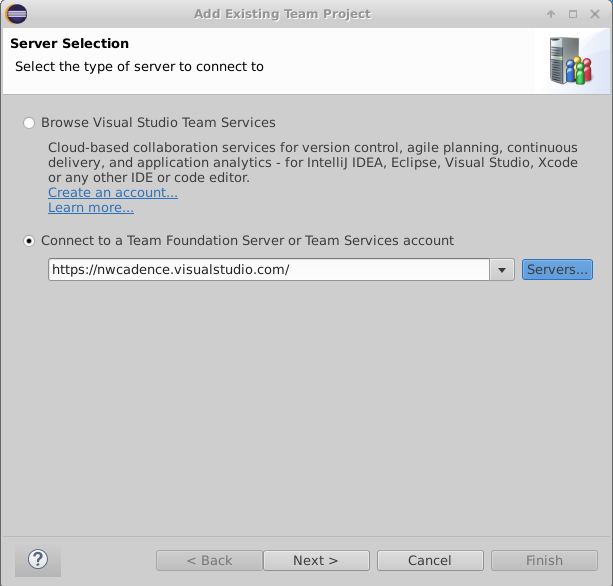 Add Existing Team Project
Server Selection
Select the type of server to connect to
Browse Visual Studio Team Services
Cloud-based collaboration services for version control, agile planning, continuous
delivery, and application analytics - for IntelliJ IDEA, Eclipse, Visual Studio, Xcode
or any other IDE or code editor.
Create an account...
Learn more...
Connect to a Team Foundation Server or Team Services account
https://nwcadence.visualstudio.com/
Servers...
?
< Back
Next >
Cancel
Finish